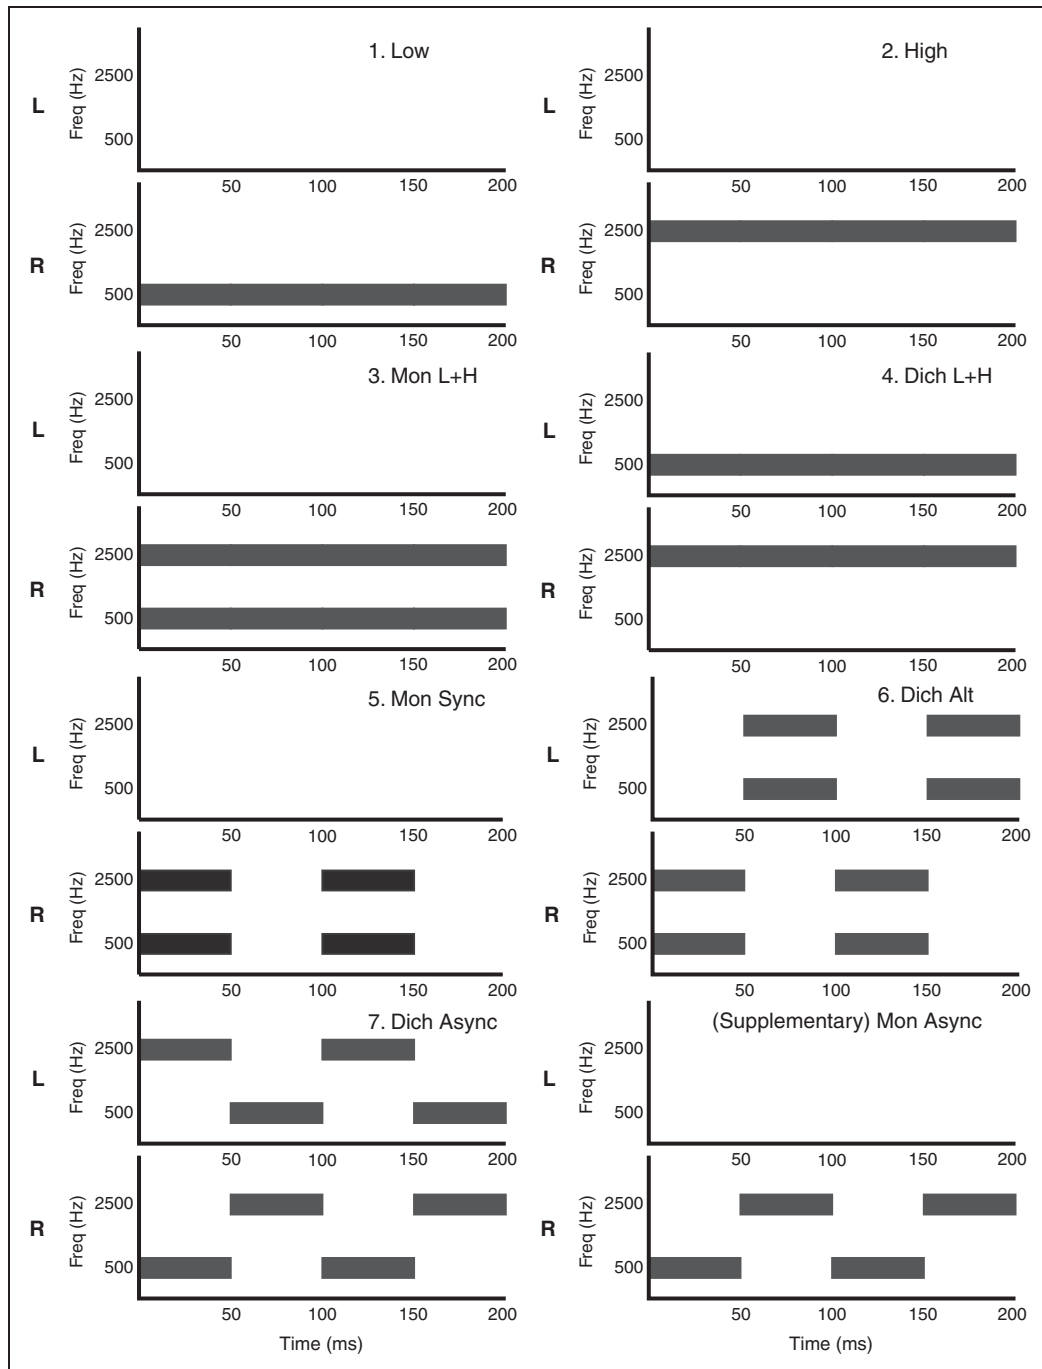 1. Low
L
Freq (Hz)
2500
500
50 100 150 200
R
Freq (Hz)
2500
500
50 100 150 200
2. High
L
Freq (Hz)
2500
500
50 100 150 200
R
Freq (Hz)
2500
500
50 100 150 200
3. Mon L+H
L
Freq (Hz)
2500
500
50 100 150 200
R
Freq (Hz)
2500
500
50 100 150 200
4. Dich L+H
L
Freq (Hz)
2500
500
50 100 150 200
R
Freq (Hz)
2500
500
50 100 150 200
5. Mon Sync
L
Freq (Hz)
2500
500
50 100 150 200
R
Freq (Hz)
2500
500
50 100 150 200
6. Dich Alt
L
Freq (Hz)
2500
500
50 100 150 200
R
Freq (Hz)
2500
500
50 100 150 200
7. Dich Async
L
Freq (Hz)
2500
500
50 100 150 200
R
Freq (Hz)
2500
500
50 100 150 200
Time (ms)
(Supplementary) Mon Async
L
Freq (Hz)
2500
500
50 100 150 200
R
Freq (Hz)
2500
500
50 100 150 200
Time (ms)